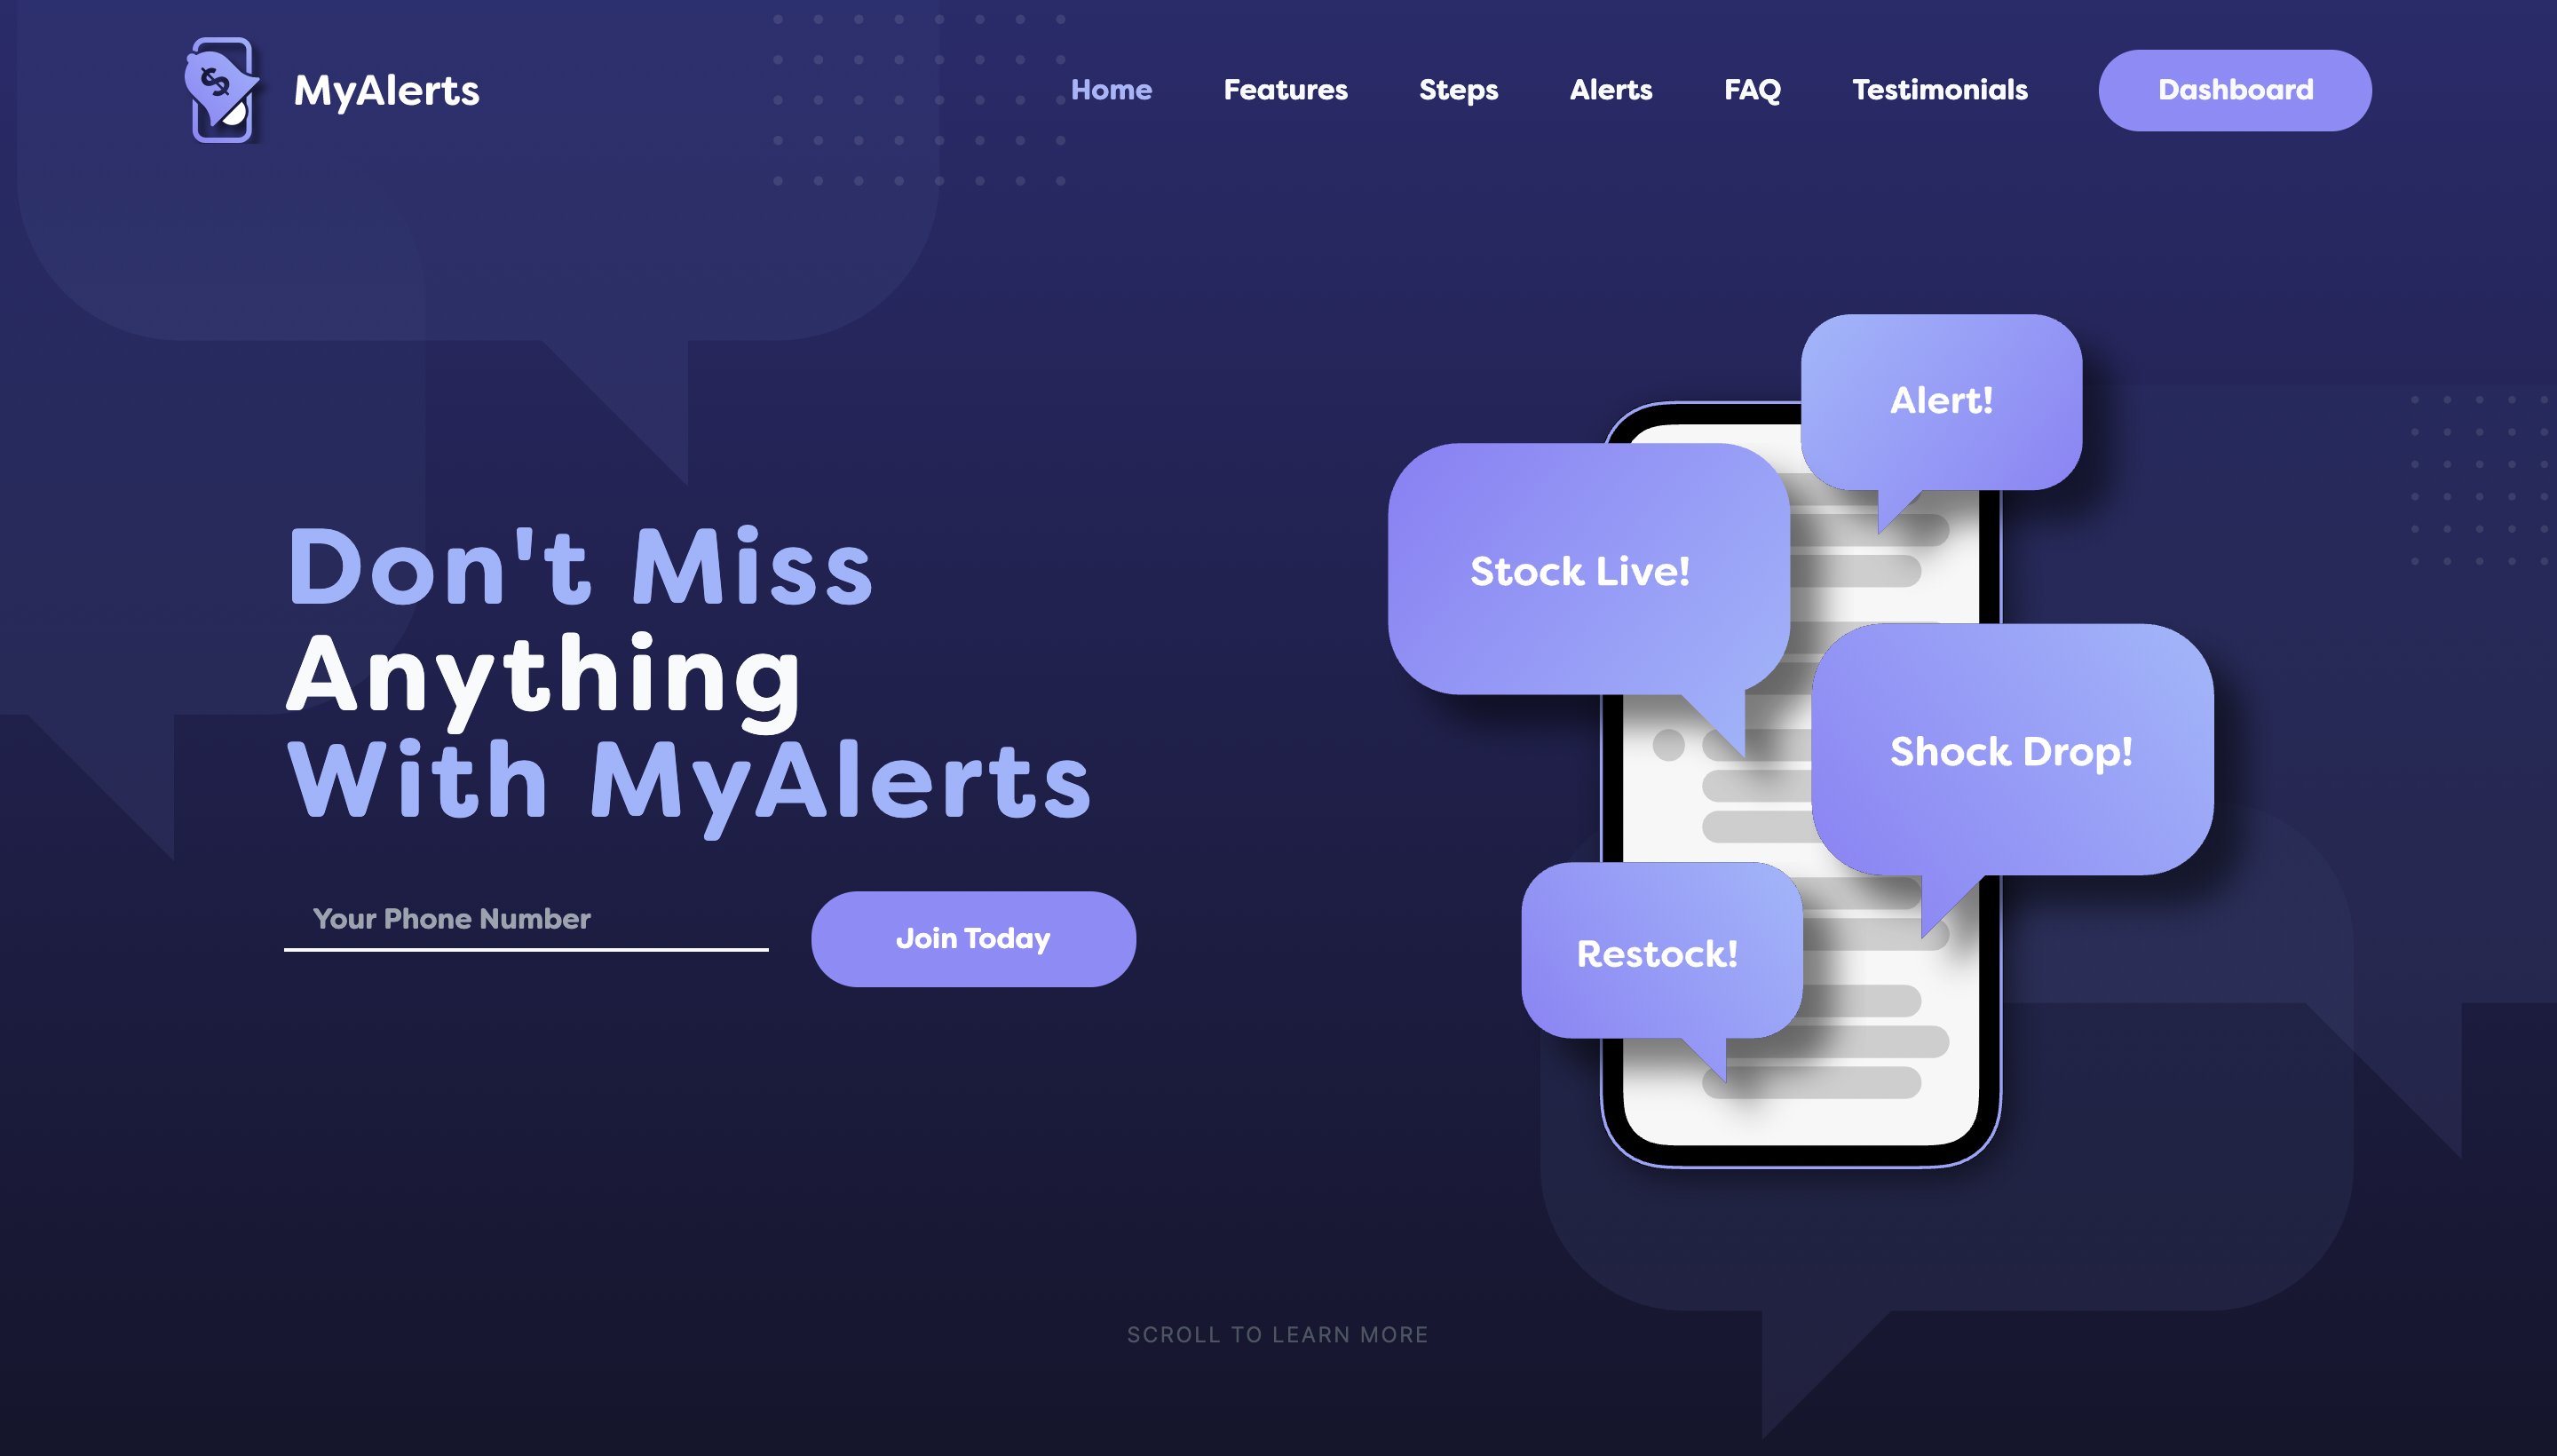 MyAlerts
Home Features Steps Alerts FAQ Testimonials Dashboard
Don't Miss
Anything
With MyAlerts
Your Phone Number
Join Today
Alert!
Stock Live!
Shock Drop!
Restock!
SCROLL TO LEARN MORE
$